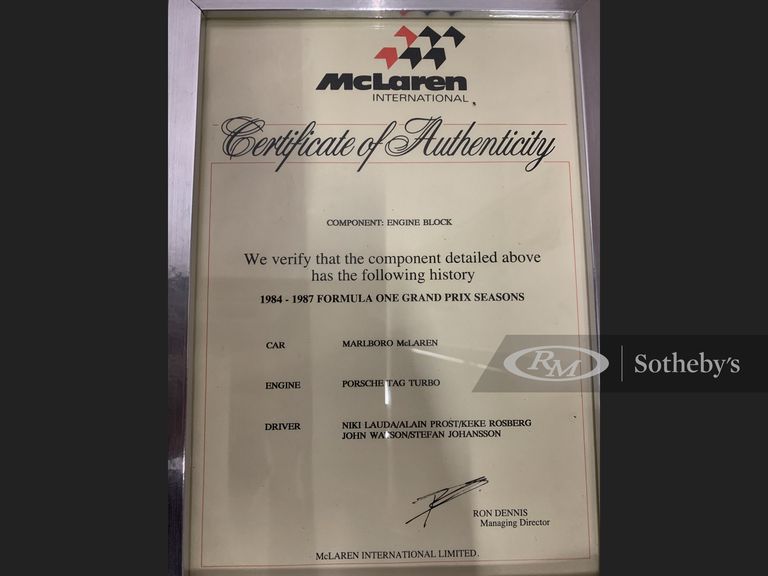 McLaren
INTERNATIONAL
Certificate of Authenticity
COMPONENT: ENGINE BLOCK
We verify that the component detailed above
has the following history
1984 - 1987 FORMULA ONE GRAND PRIX SEASONS
CAR MARLBORO McLAREN
ENGINE PORSCHE TAG TURBO
DRIVER NIKI LAUDA/ALAIN PROST/KEKE ROSBERG
JOHN WATSON/STEFAN JOHANSSON
RON DENNIS
Managing Director
McLAREN INTERNATIONAL LIMITED.
RM Sotheby's